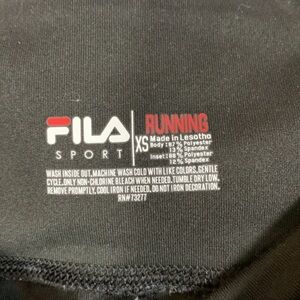 FILA
SPORT
XS
RUNNING
Made in Lesotho
Body:87% Polyester
13% Spandex
Inset:88% Polyester
12% Spandex
WASH INSIDE OUT, MACHINE WASH COLD WITH LIKE COLORS, GENTLE
CYCLE, ONLY NON-CHLORINE BLEACH WHEN NEEDED, TUMBLE DRY LOW,
REMOVE PROMPTLY, COOL IRON IF NEEDED, DO NOT IRON DECORATION.
RN#73277